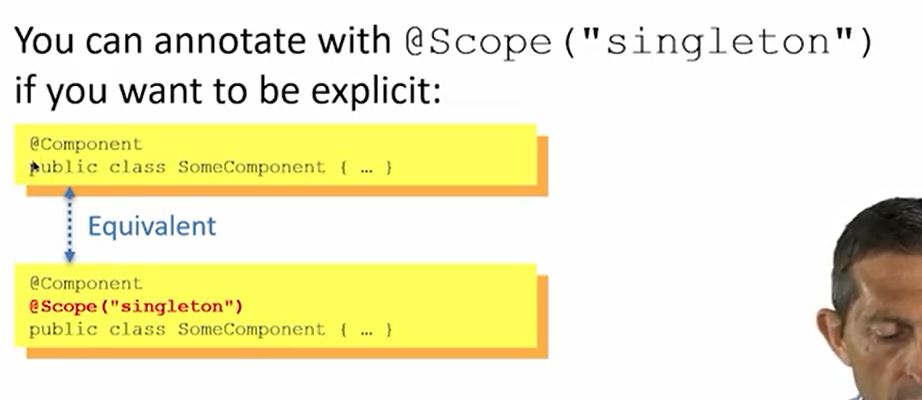 You can annotate with @Scope("singleton")
if you want to be explicit:
@Component
public class SomeComponent { … }
Equivalent
@Component
@Scope("singleton")
public class SomeComponent { … }